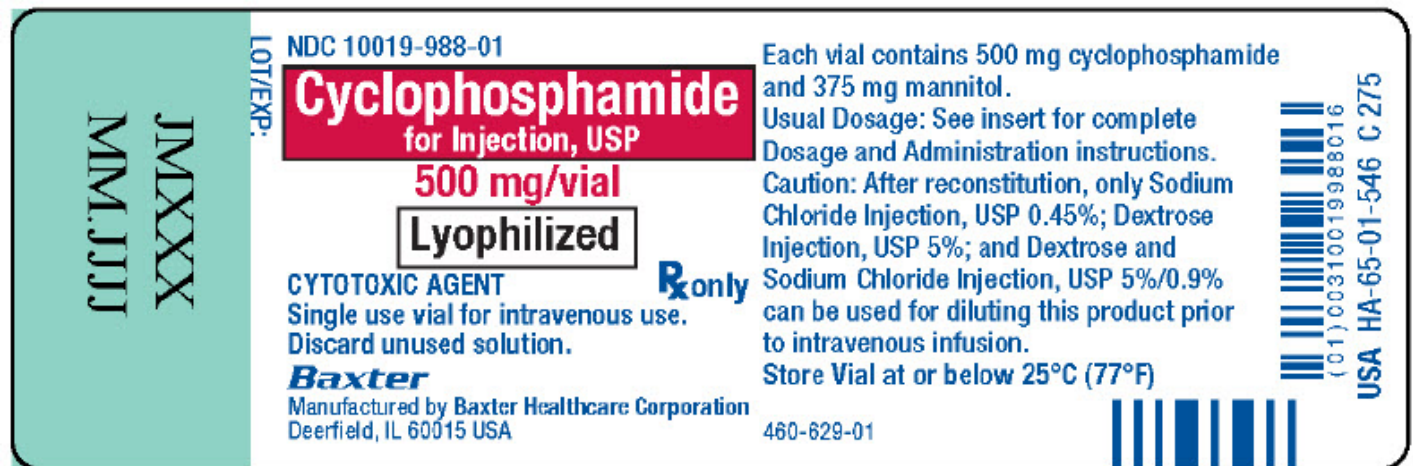 JMXXX
MM.JJJJ
LOT/EXP:
NDC 10019-988-01
Cyclophosphamide
for Injection, USP
500 mg/vial
Lyophilized
CYTOTOXIC AGENT
Rx only
Single use vial for intravenous use.
Discard unused solution.
Baxter
Manufactured by Baxter Healthcare Corporation
Deerfield, IL 60015 USA
Each vial contains 500 mg cyclophosphamide
and 375 mg mannitol.
Usual Dosage: See insert for complete
Dosage and Administration instructions.
Caution: After reconstitution, only Sodium
Chloride Injection, USP 0.45%; Dextrose
Injection, USP 5%; and Dextrose and
Sodium Chloride Injection, USP 5%/0.9%
can be used for diluting this product prior
to intravenous infusion.
Store Vial at or below 25°C (77°F)
460-629-01
(01)00310019988016
USA HA-65-01-546 C 275